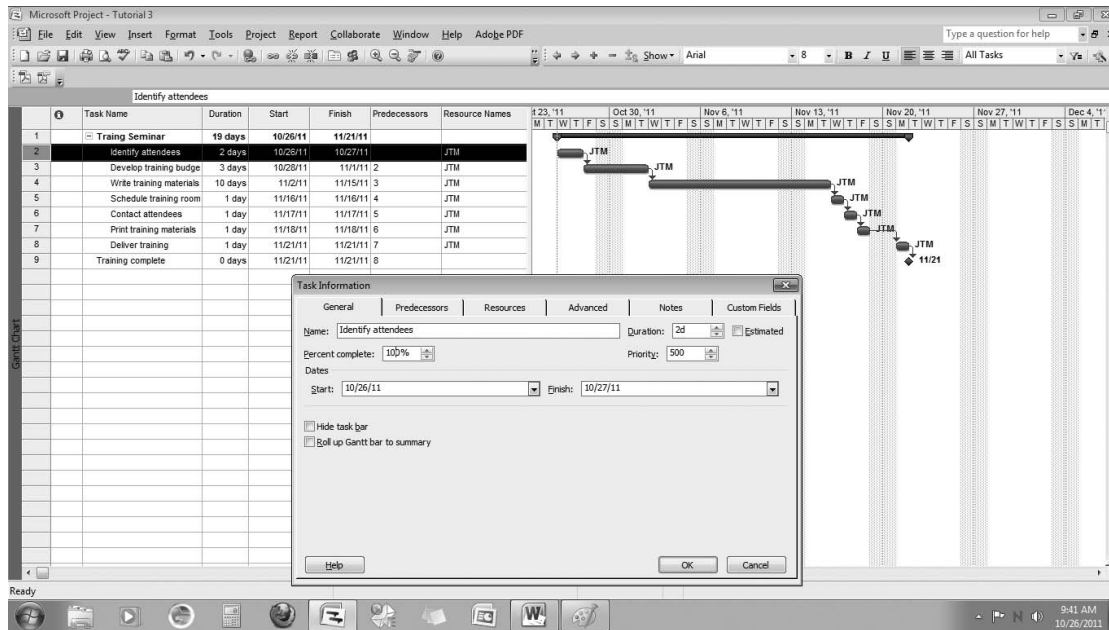 Microsoft Project - Tutorial 3
File Edit View Insert Format Tools Project Report Collaborate Window Help Adobe PDF
Type a question for help
Show Arial 8 B I U All Tasks
Identify attendees
Task Name Duration Start Finish Predecessors Resource Names
t 23, '11 Oct 30, '11 Nov 6, '11 Nov 13, '11 Nov 20, '11 Nov 27, '11 Dec 4, '1
M T W T F S S M T W T F S S M T W T F S S M T W T F S S M T W T F S S M T W T F S S M T
1 Traing Seminar 19 days 10/26/11 11/21/11
2 Identify attendees 2 days 10/26/11 10/27/11 JTM JTM
3 Develop training budge 3 days 10/28/11 11/1/11 2 JTM JTM
4 Write training materials 10 days 11/2/11 11/15/11 3 JTM JTM
5 Schedule training room 1 day 11/16/11 11/16/11 4 JTM JTM
6 Contact attendees 1 day 11/17/11 11/17/11 5 JTM JTM
7 Print training materials 1 day 11/18/11 11/18/11 6 JTM JTM
8 Deliver training 1 day 11/21/11 11/21/11 7 JTM JTM
9 Training complete 0 days 11/21/11 11/21/11 8 11/21
Gantt Chart
Task Information
General Predecessors Resources Advanced Notes Custom Fields
Name: Identify attendees Duration: 2d Estimated
Percent complete: 100% Priority: 500
Dates
Start: 10/26/11 Finish: 10/27/11
Hide task bar
Roll up Gantt bar to summary
Help OK Cancel
Ready
9:41 AM
10/26/2011